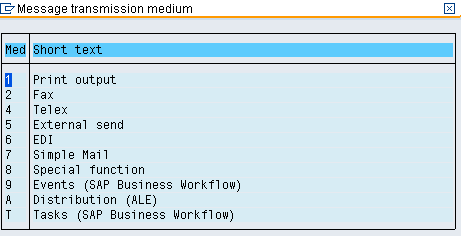 Message transmission medium
Med Short text
1 Print output
2 Fax
4 Telex
5 External send
6 EDI
7 Simple Mail
8 Special function
9 Events (SAP Business Workflow)
A Distribution (ALE)
T Tasks (SAP Business Workflow)